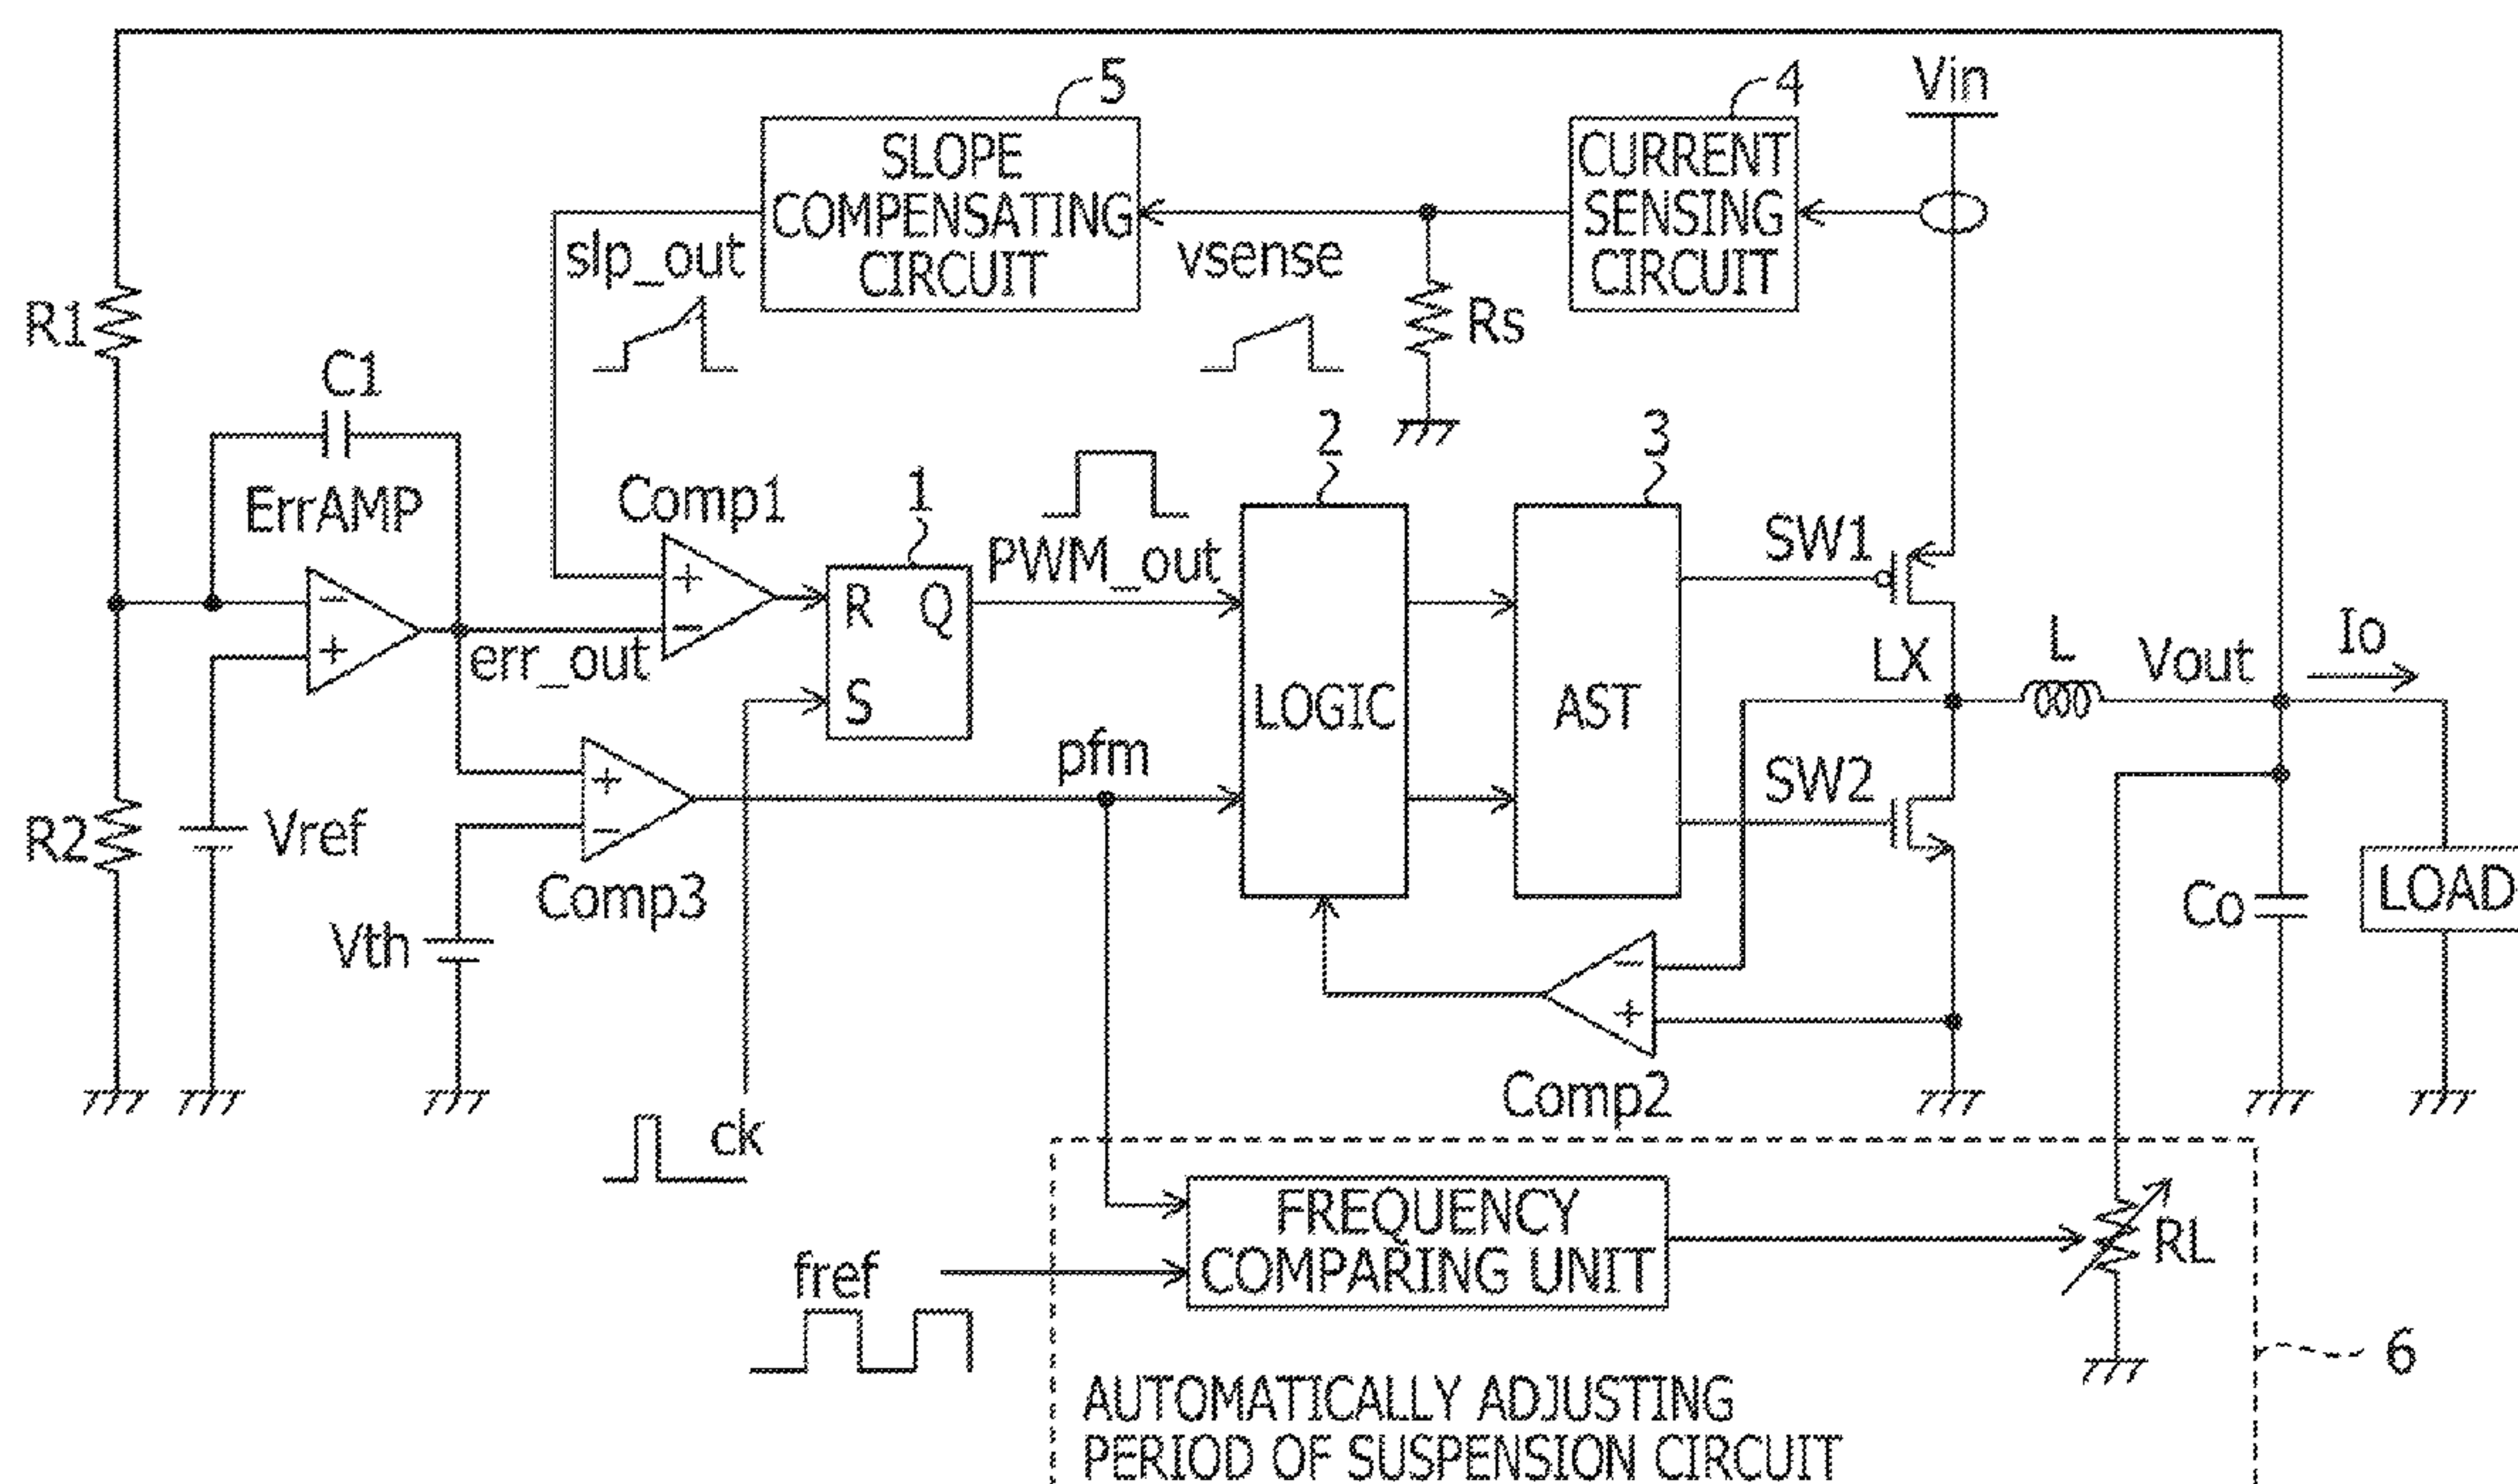 5
4
Vin
SLOPE
COMPENSATING
CIRCUIT
CURRENT
SENSING
CIRCUIT
slp_out
vsense
R1
Rs
C1
2
3
ErrAMP
Comp1
1
+
-
R Q
S
PWM_out
SW1
-
+
err_out
LOGIC
AST
LX
L
Vout
Io
pfm
SW2
+
-
R2
Vref
Comp3
Vth
Co
LOAD
-
+
Comp2
ck
FREQUENCY
COMPARING UNIT
RL
fref
6
AUTOMATICALLY ADJUSTING
PERIOD OF SUSPENSION CIRCUIT